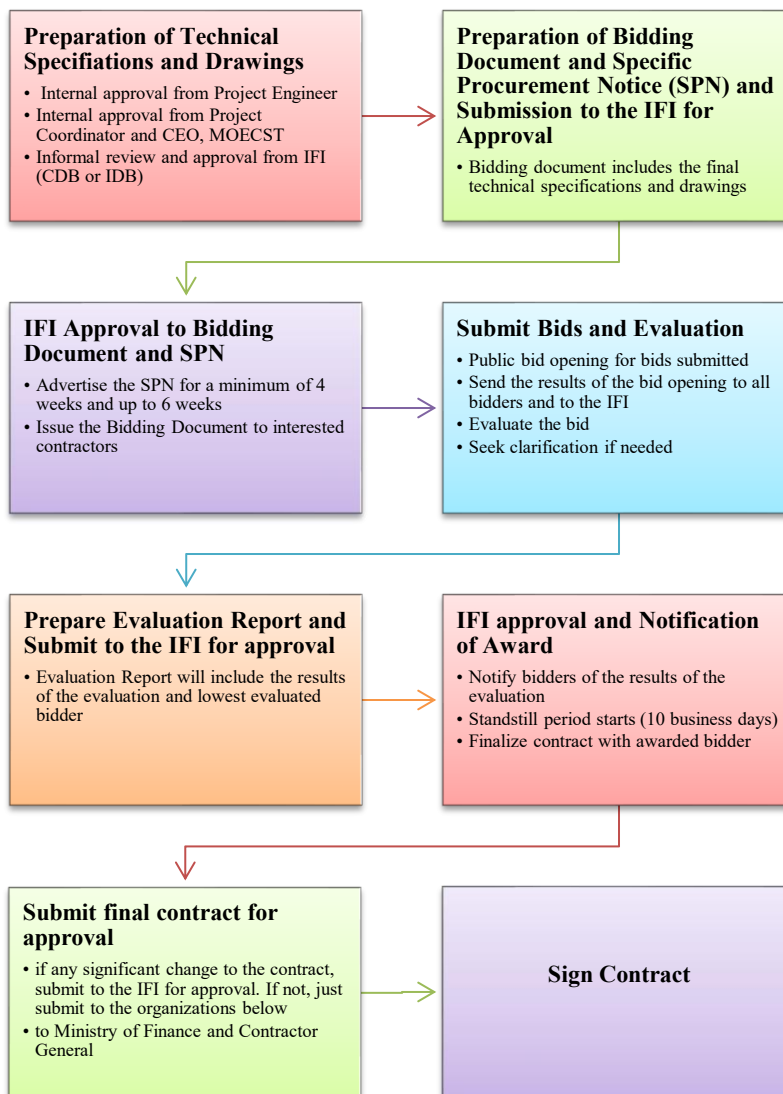 Preparation of Technical
Specifiations and Drawings
• Internal approval from Project Engineer
• Internal approval from Project
Coordinator and CEO, MOECST
• Informal review and approval from IFI
(CDB or IDB)
Preparation of Bidding
Document and Specific
Procurement Notice (SPN) and
Submission to the IFI for
Approval
• Bidding document includes the final
technical specifications and drawings
IFI Approval to Bidding
Document and SPN
• Advertise the SPN for a minimum of 4
weeks and up to 6 weeks
• Issue the Bidding Document to interested
contractors
Submit Bids and Evaluation
• Public bid opening for bids submitted
• Send the results of the bid opening to all
bidders and to the IFI
• Evaluate the bid
• Seek clarification if needed
Prepare Evaluation Report and
Submit to the IFI for approval
• Evaluation Report will include the results
of the evaluation and lowest evaluated
bidder
IFI approval and Notification
of Award
• Notify bidders of the results of the
evaluation
• Standstill period starts (10 business days)
• Finalize contract with awarded bidder
Submit final contract for
approval
• if any significant change to the contract,
submit to the IFI for approval. If not, just
submit to the organizations below
• to Ministry of Finance and Contractor
General
Sign Contract